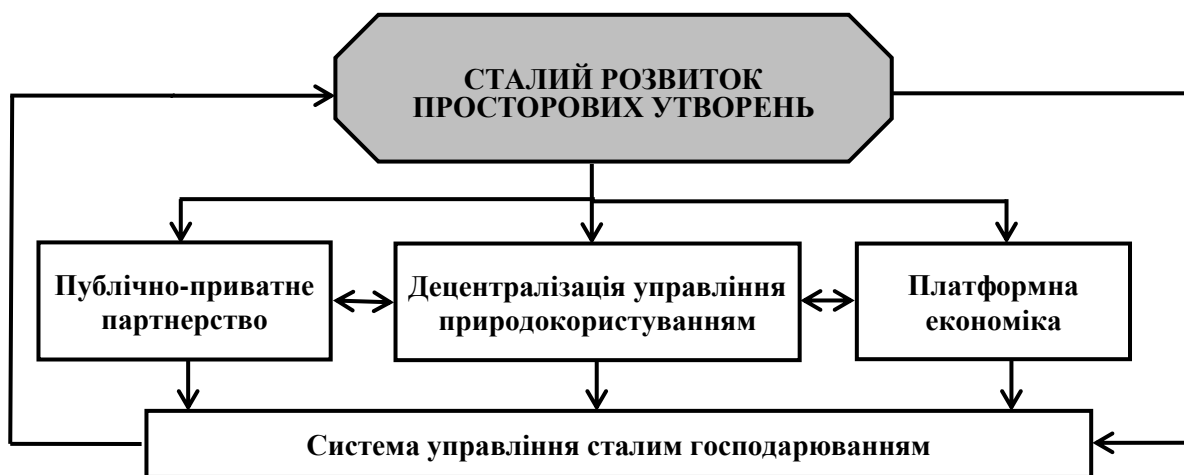 СТАЛИЙ РОЗВИТОК
ПРОСТОРОВИХ УТВОРЕНЬ
Публічно-приватне
партнерство
Децентралізація управління
природокористуванням
Платформна
економіка
Система управління сталим господарюванням